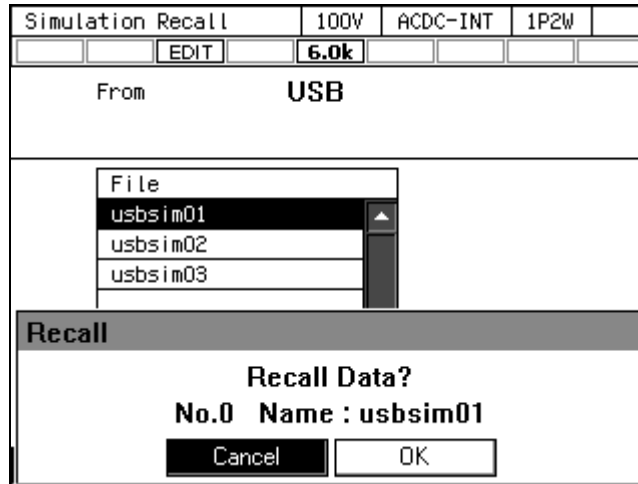 Simulation Recall 100V ACDC-INT 1P2W
EDIT 6.0k
From USB
File
usbsim01
usbsim02
usbsim03
Recall
Recall Data?
No.0 Name : usbsim01
Cancel OK